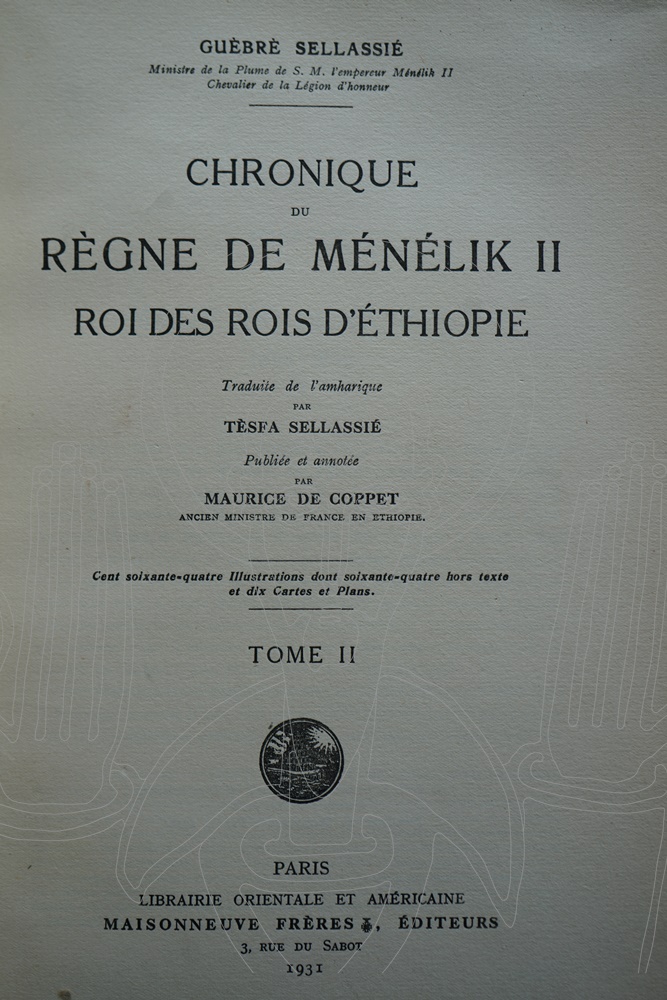 GUÈBRÈ SELLASSIÉ
Ministre de la Plume de S. M. l'empereur Ménélik II
Chevalier de la Légion d'honneur
CHRONIQUE
DU
RÈGNE DE MÉNÉLIK II
ROI DES ROIS D'ÉTHIOPIE
Traduite de l'amharique
PAR
TÈSFA SELLASSIÉ
Publiée et annotée
PAR
MAURICE DE COPPET
ANCIEN MINISTRE DE FRANCE EN ETHIOPIE.
Cent soixante-quatre Illustrations dont soixante-quatre hors texte
et dix Cartes et Plans.
TOME II
PARIS
LIBRAIRIE ORIENTALE ET AMÉRICAINE
MAISONNEUVE FRÈRES, ÉDITEURS
3, RUE DU SABOT
1931